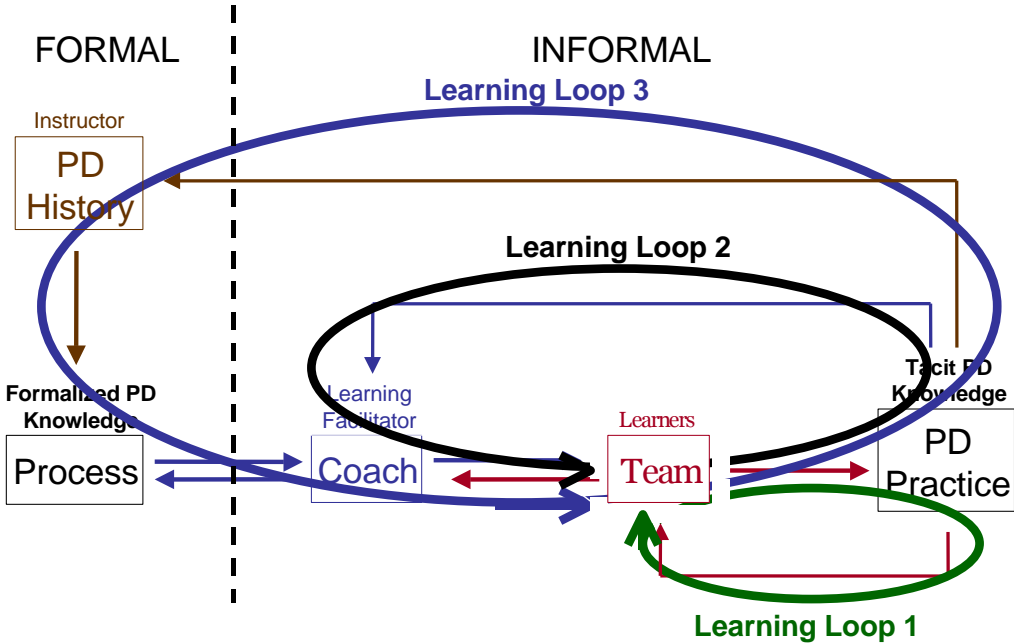 FORMAL
INFORMAL
Learning Loop 3
Instructor
PD
History
Learning Loop 2
Formalized PD
Knowledge
Process
Learning
Facilitator
Coach
Learners
Team
Tacit PD
Knowledge
PD
Practice
Learning Loop 1